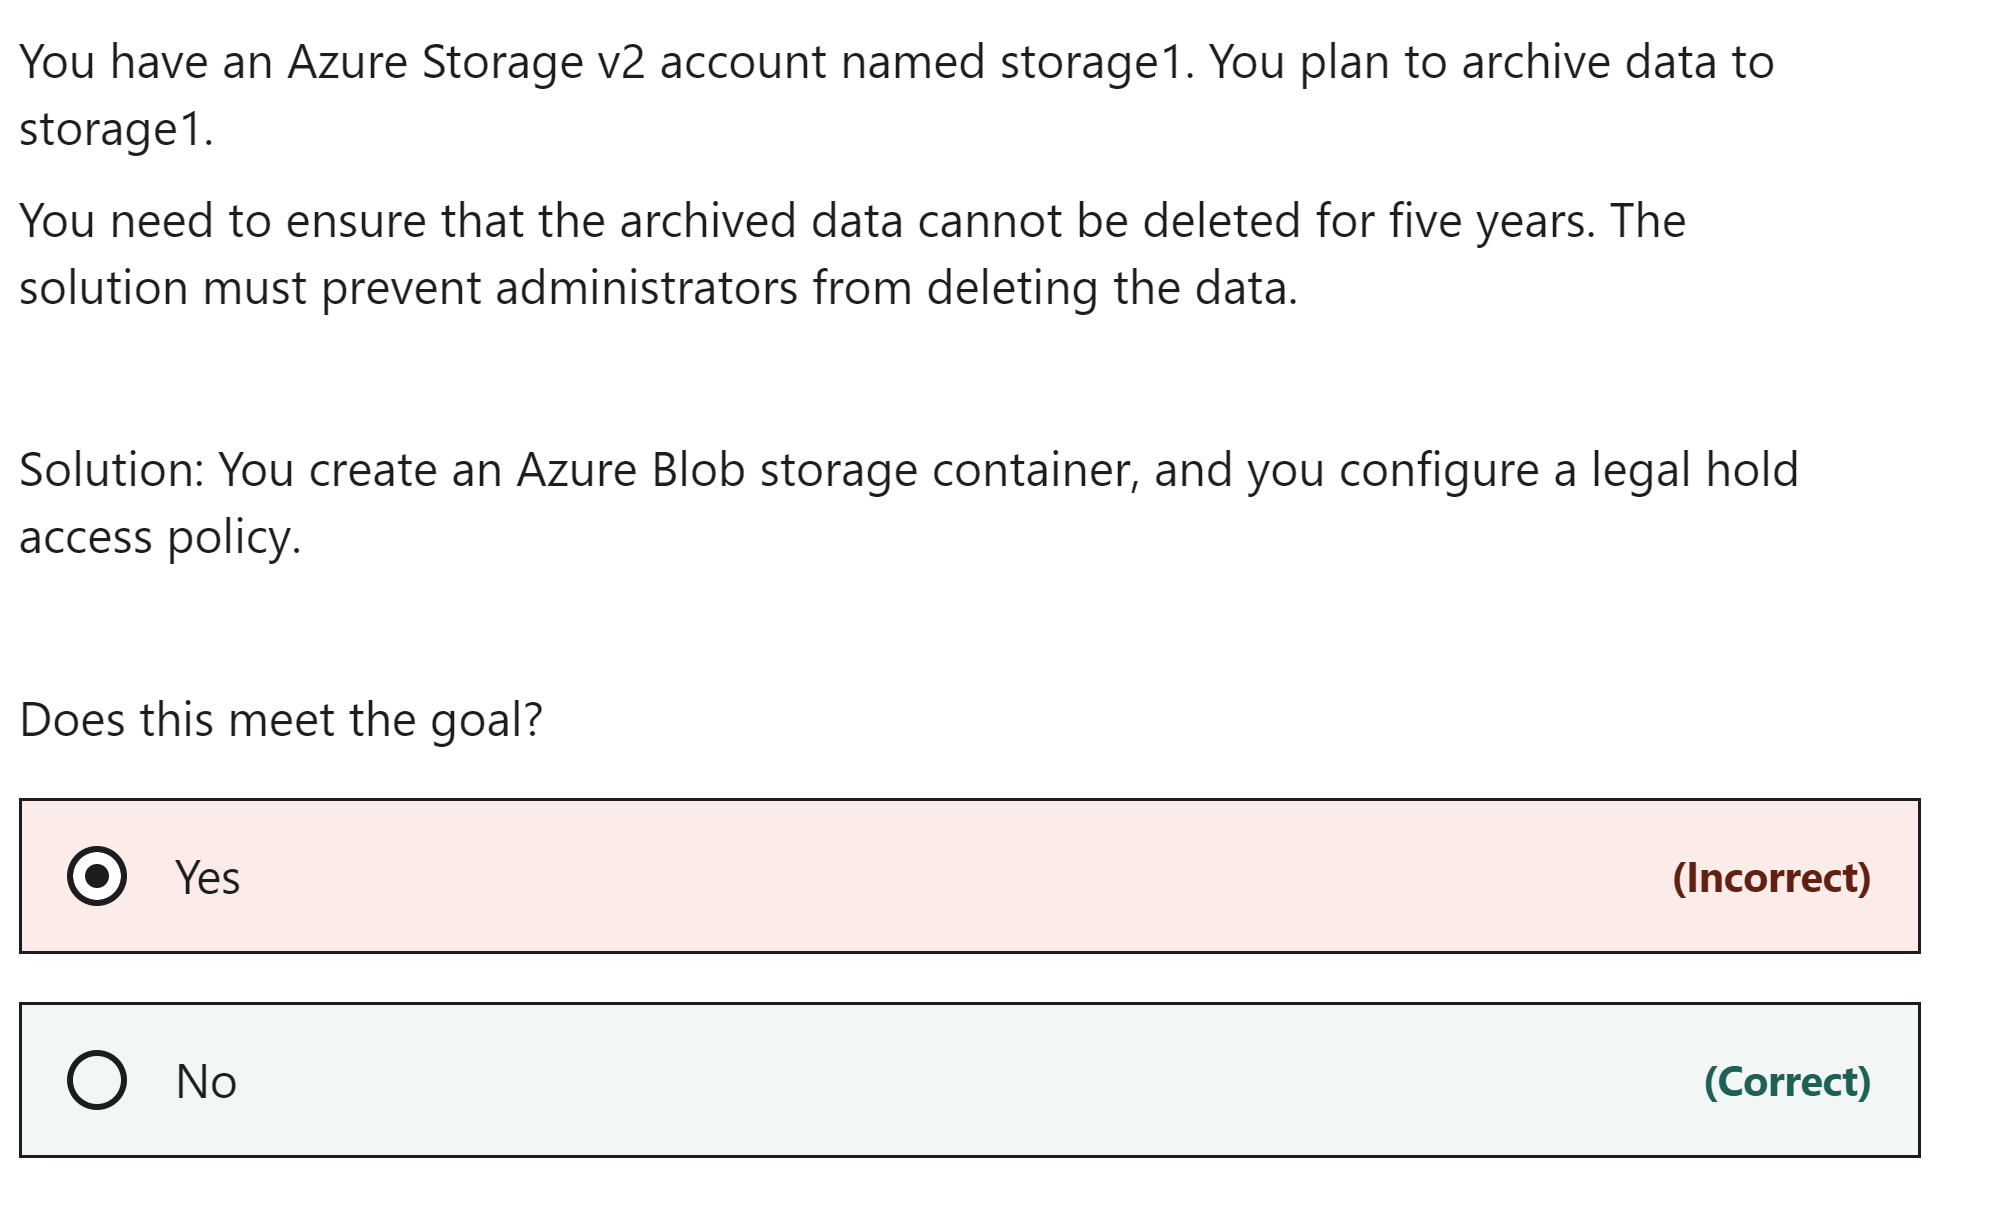 You have an Azure Storage v2 account named storage1. You plan to archive data to
storage1.
You need to ensure that the archived data cannot be deleted for five years. The
solution must prevent administrators from deleting the data.
Solution: You create an Azure Blob storage container, and you configure a legal hold
access policy.
Does this meet the goal?
Yes (Incorrect)
No (Correct)